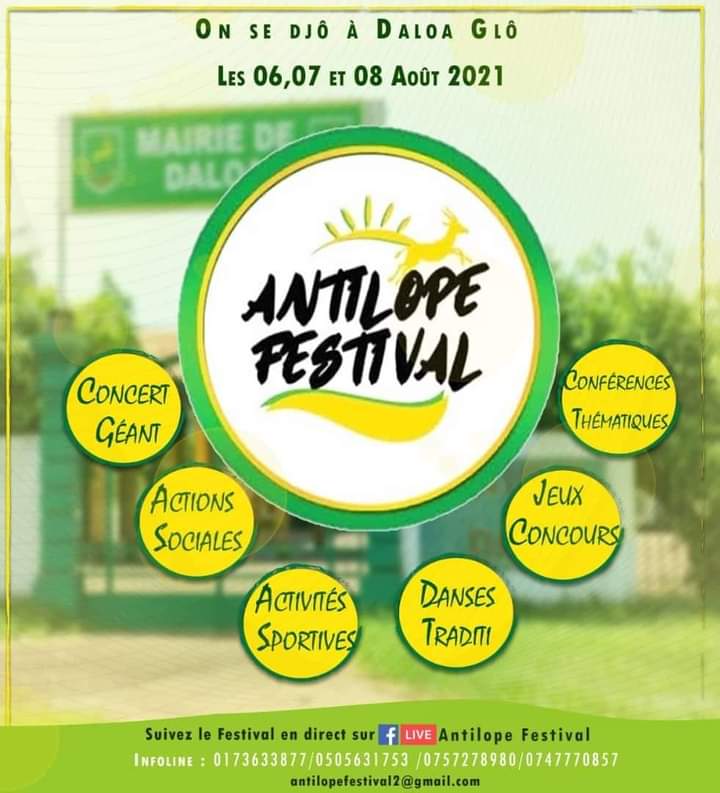 On se djô à Daloa Glô
Les 06,07 et 08 Août 2021
MAIRIE DE
DALOA
ANTILOPE
FESTIVAL
Concert
Géant
Conférences
Thématiques
Actions
Sociales
Jeux
Concours
Activités
Sportives
Danses
Traditi
Suivez le Festival en direct sur f LIVE Antilope Festival
Infoline : 0173633877/0505631753 /0757278980/0747770857
antilopefestival2@gmail.com